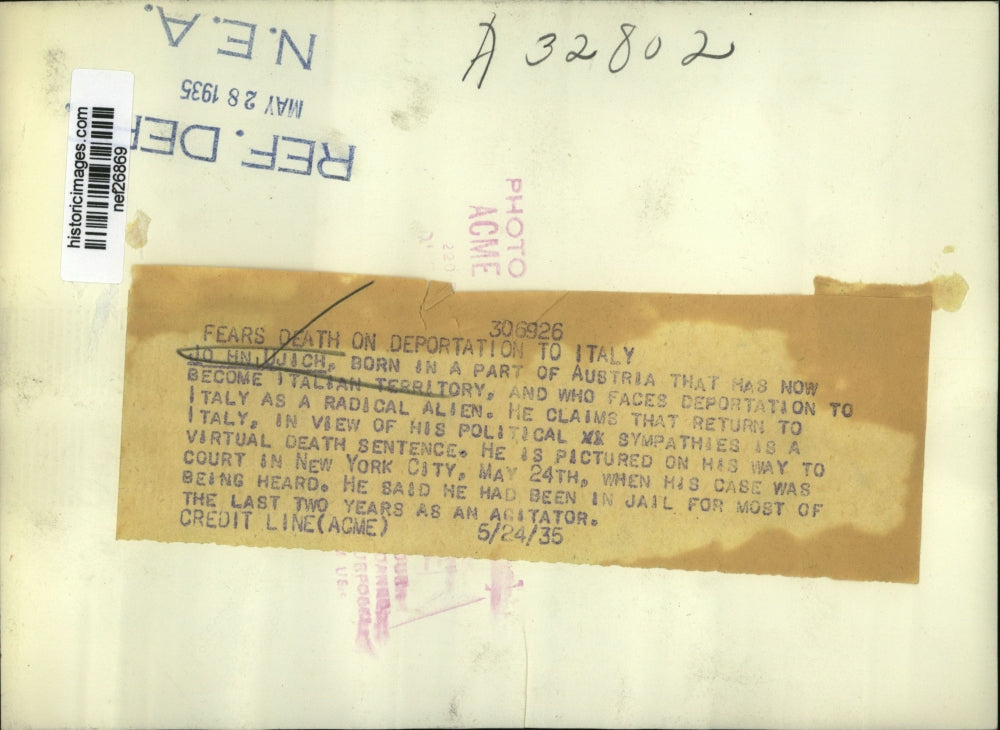 A 32802
N.E.A.
MAY 28 1935
REF. DEP
historicimages.com
nef26869
PHOTO
ACME
220
306926
FEARS DEATH ON DEPORTATION TO ITALY
JO HN UJICH, BORN IN A PART OF AUSTRIA THAT HAS NOW
BECOME ITALIAN TERRITORY, AND WHO FACES DEPORTATION TO
ITALY AS A RADICAL ALIEN. HE CLAIMS THAT RETURN TO
ITALY, IN VIEW OF HIS POLITICAL XX SYMPATHIES IS A
VIRTUAL DEATH SENTENCE. HE IS PICTURED ON HIS WAY TO
COURT IN NEW YORK CITY, MAY 24TH, WHEN HIS CASE WAS
BEING HEARD. HE SAID HE HAD BEEN IN JAIL FOR MOST OF
THE LAST TWO YEARS AS AN AGITATOR.
CREDIT LINE(ACME) 5/24/35